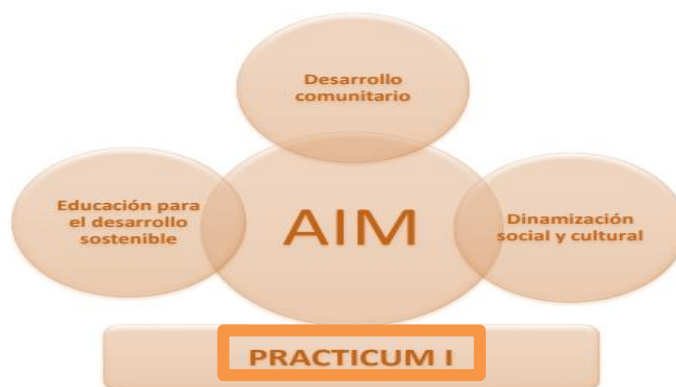 Desarrollo
comunitario
Educación para
el desarrollo
sostenible
AIM
Dinamización
social y cultural
PRACTICUM I